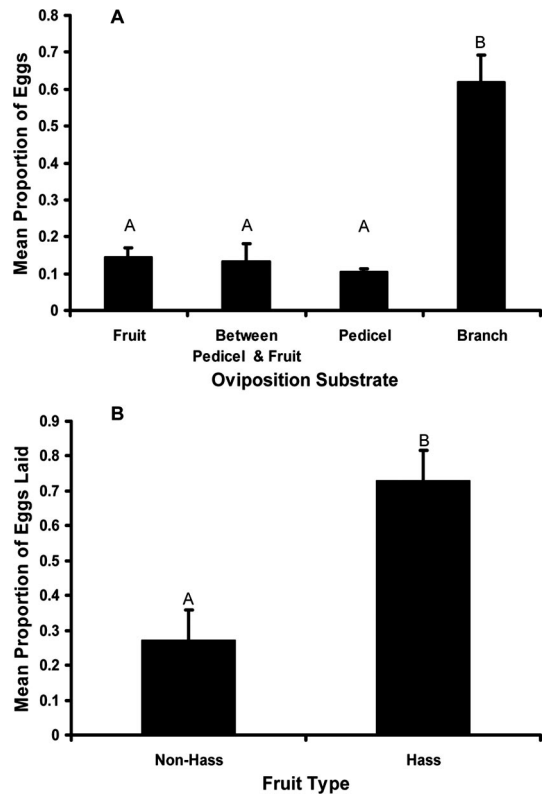 A
Mean Proportion of Eggs
0.8
0.7
0.6
0.5
0.4
0.3
0.2
0.1
0
A
A
A
B
Fruit
Between
Pedicel & Fruit
Pedicel
Branch
Oviposition Substrate
B
Mean Proportion of Eggs Laid
0.9
0.8
0.7
0.6
0.5
0.4
0.3
0.2
0.1
0
A
B
Non-Hass
Hass
Fruit Type